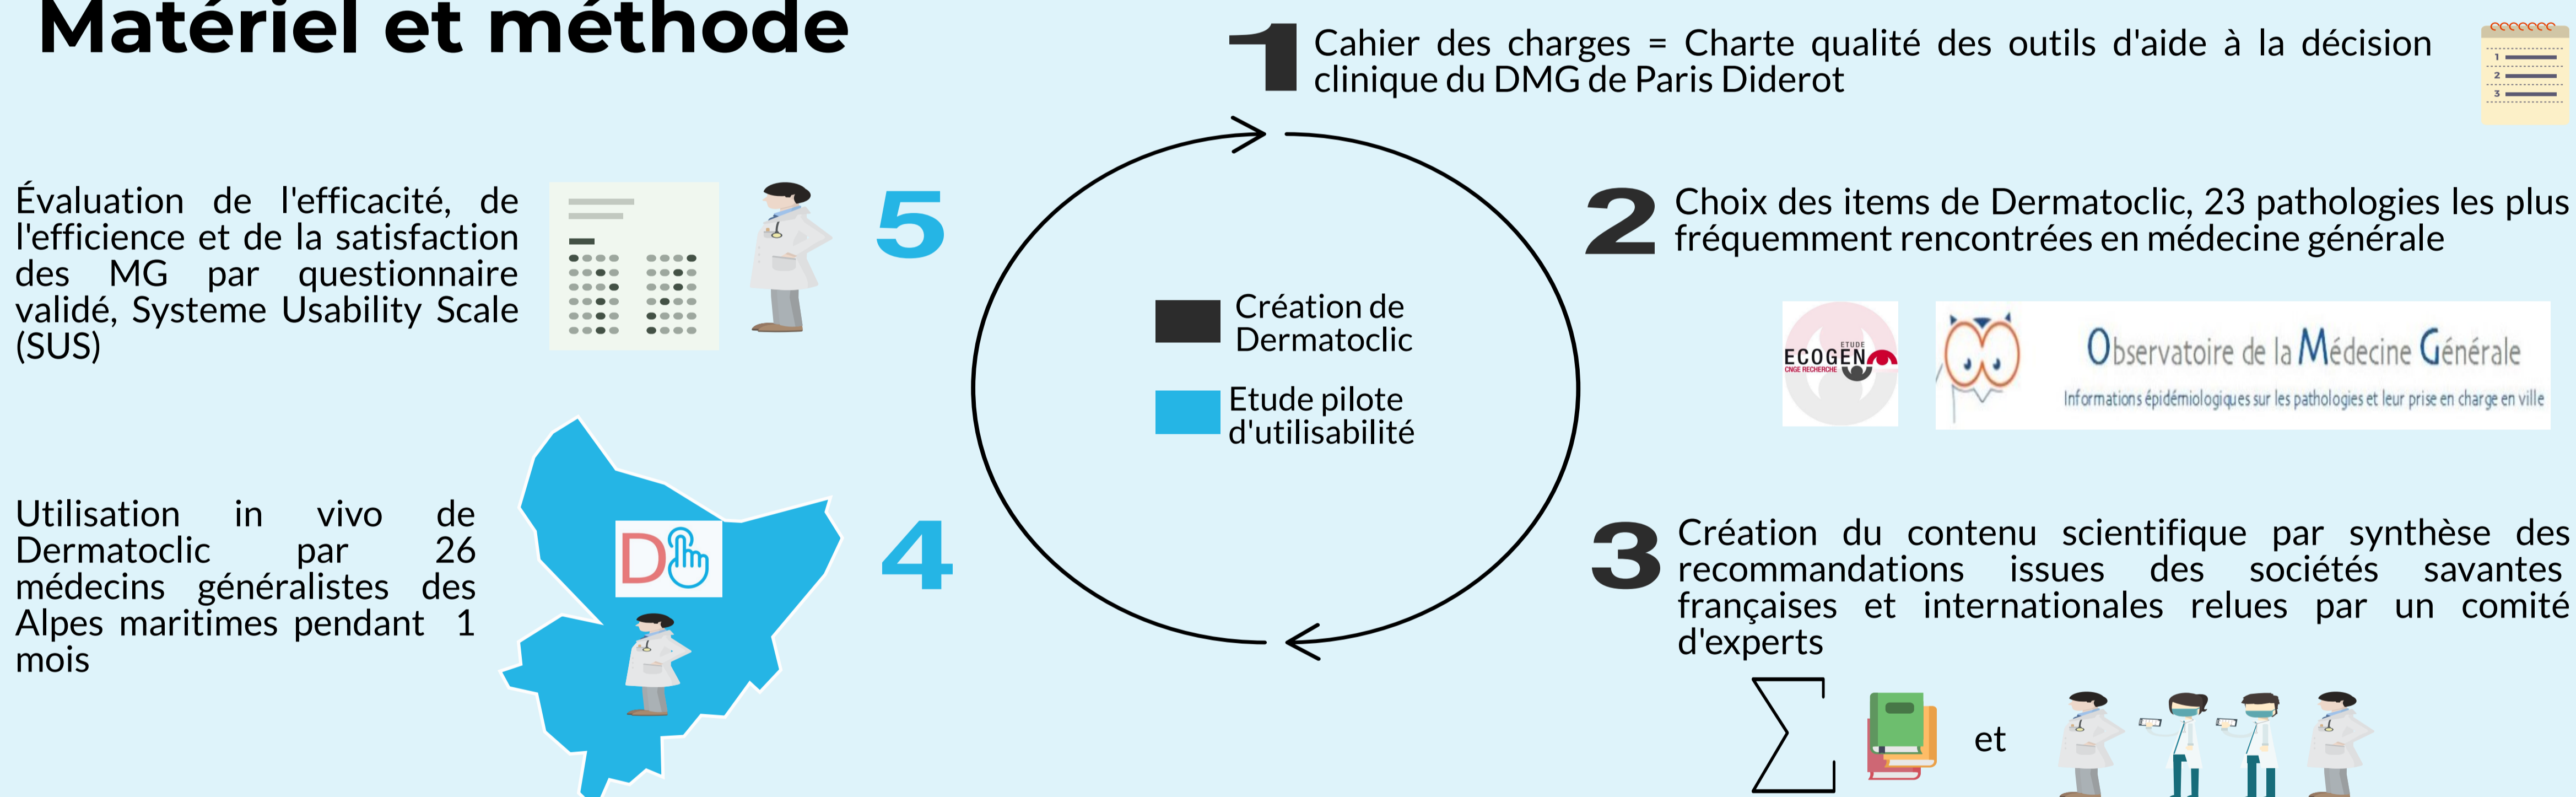 Matériel et méthode
1
Cahier des charges = Charte qualité des outils d'aide à la décision
clinique du DMG de Paris Diderot
1
2
3
2
Choix des items de Dermatoclic, 23 pathologies les plus
fréquemment rencontrées en médecine générale
ETUDE
ECOGEN
CNGE RECHERCHE
Observatoire de la Médecine Générale
Informations épidémiologiques sur les pathologies et leur prise en charge en ville
3
Création du contenu scientifique par synthèse des
recommandations issues des sociétés savantes
françaises et internationales relues par un comité
d'experts
Σ
et
4
Utilisation in vivo de
Dermatoclic par 26
médecins généralistes des
Alpes maritimes pendant 1
mois
D
5
Évaluation de l'efficacité, de
l'efficience et de la satisfaction
des MG par questionnaire
validé, Systeme Usability Scale
(SUS)
Création de
Dermatoclic
Etude pilote
d'utilisabilité